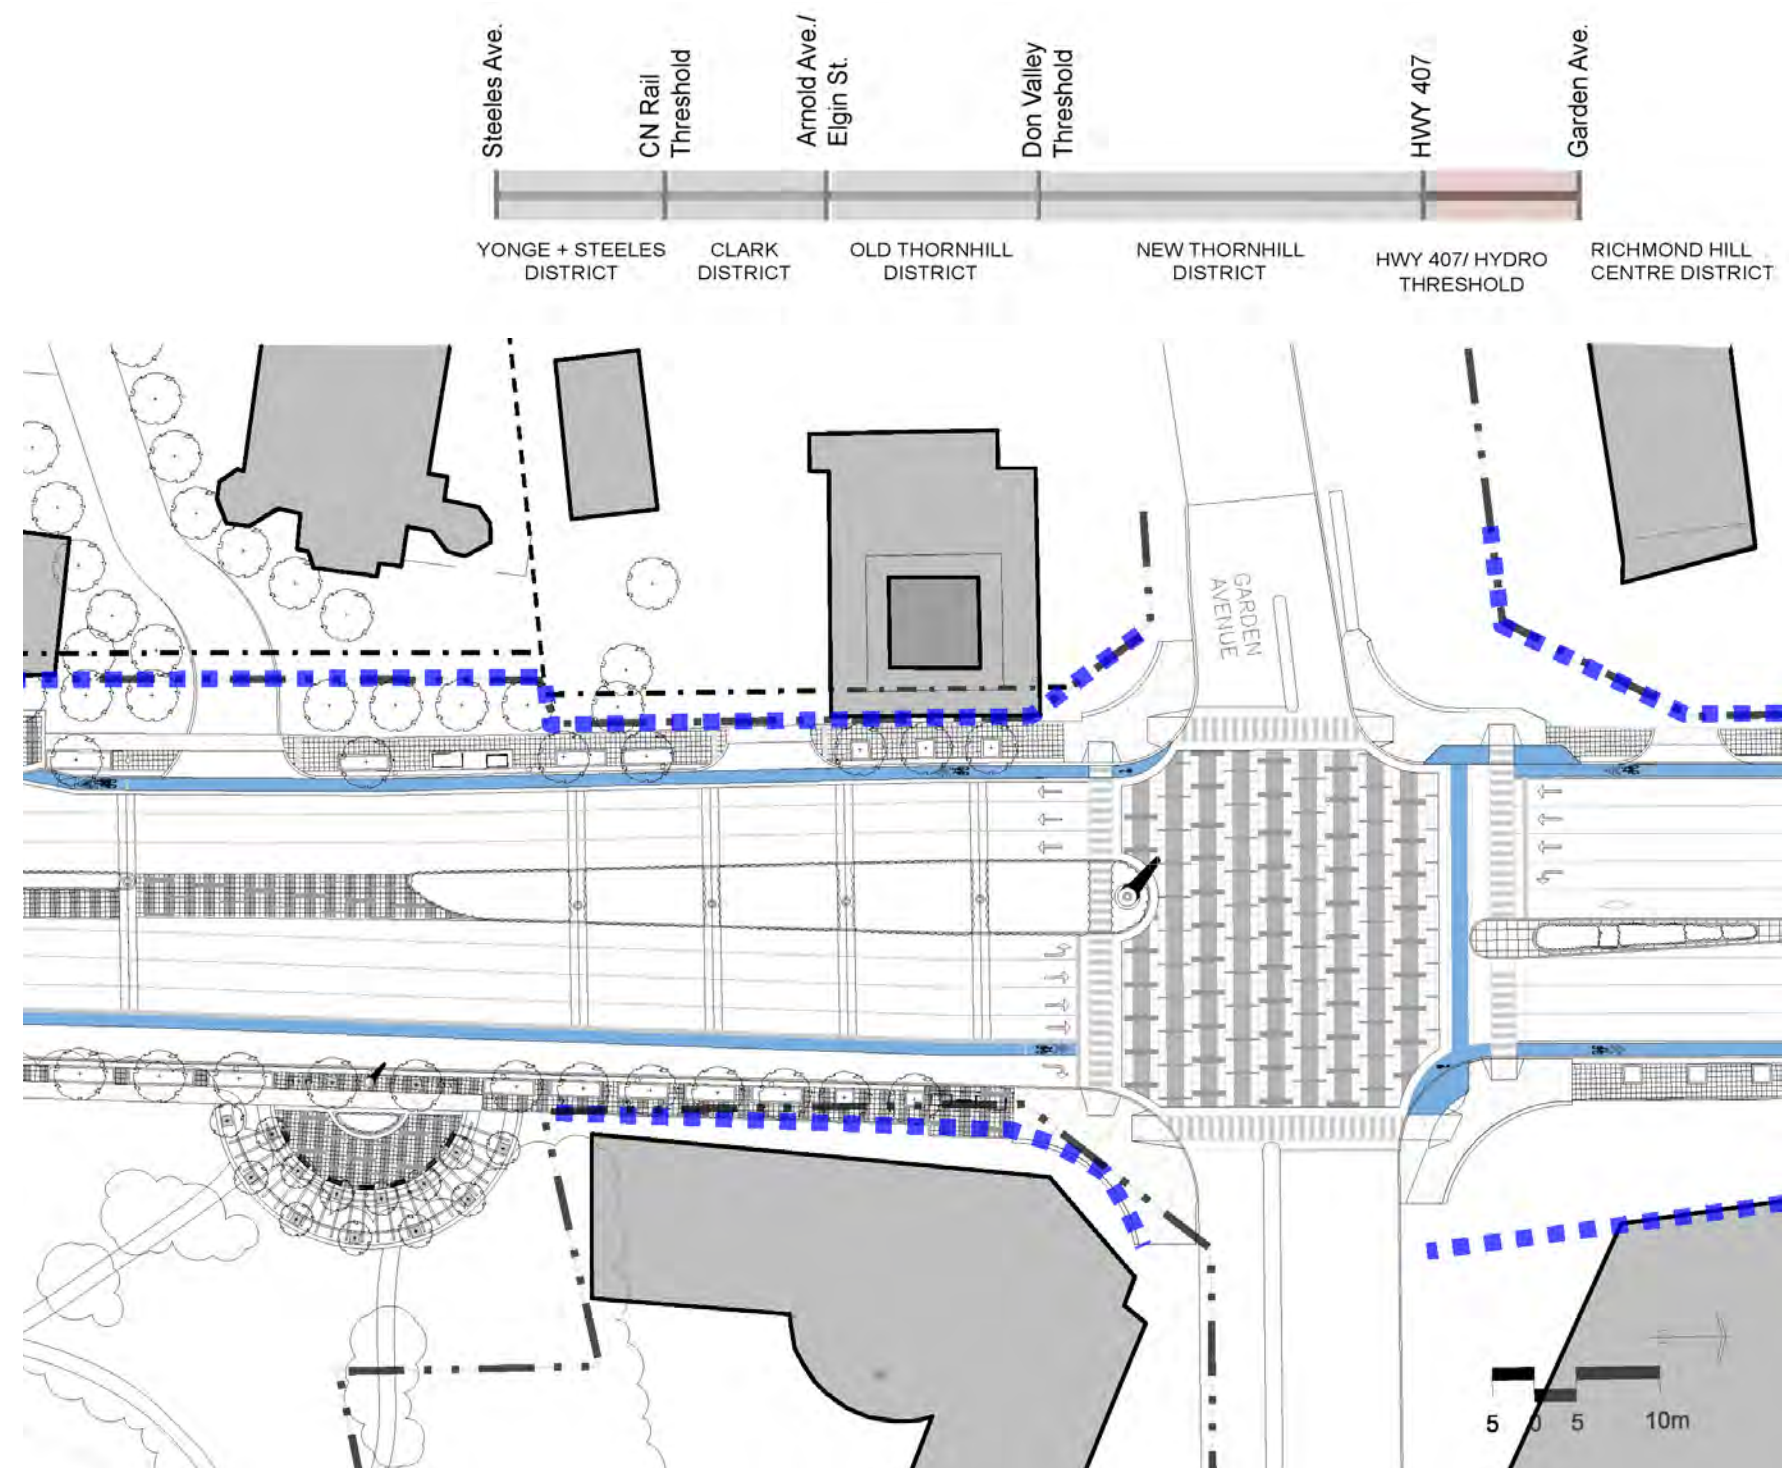 Steeles Ave.
CN Rail
Threshold
Arnold Ave./
Elgin St.
Don Valley
Threshold
HWY 407
Garden Ave.
YONGE + STEELES
DISTRICT
CLARK
DISTRICT
OLD THORNHILL
DISTRICT
NEW THORNHILL
DISTRICT
HWY 407/ HYDRO
THRESHOLD
RICHMOND HILL
CENTRE DISTRICT
GARDEN
AVENUE
5 0 5 10m